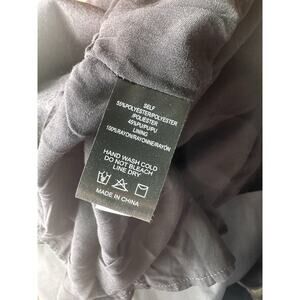 SELF
55%POLYESTER/POLYESTER
/POLIESTER
45%PU/PU/PU
LINING
100%RAYON/RAYONNE/RAYÓN
HAND WASH COLD
DO NOT BLEACH
LINE DRY
MADE IN CHINA